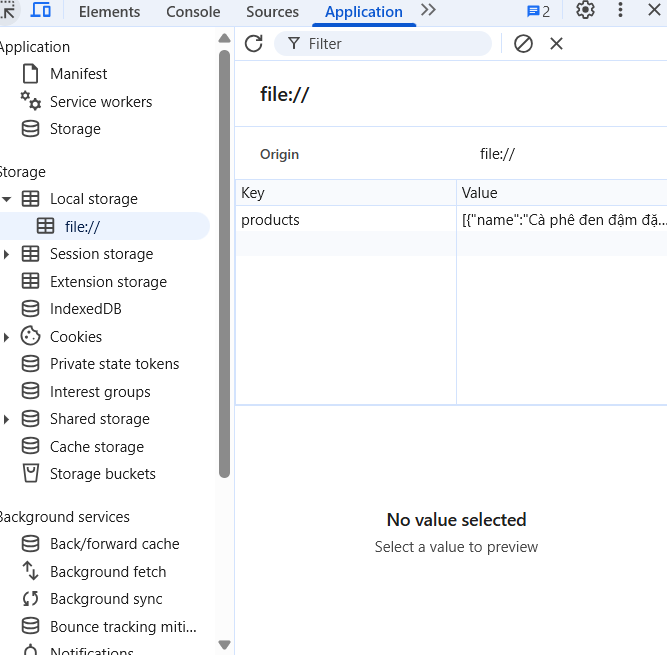 Elements Console Sources Application 2
Application
Manifest
Service workers
Storage
Storage
Local storage
file://
Session storage
Extension storage
IndexedDB
Cookies
Private state tokens
Interest groups
Shared storage
Cache storage
Storage buckets
Background services
Back/forward cache
Background fetch
Background sync
Bounce tracking miti...
Notifications
Filter
file://
Origin file://
Key Value
products [{"name":"Cà phê đen đậm đặ...
No value selected
Select a value to preview